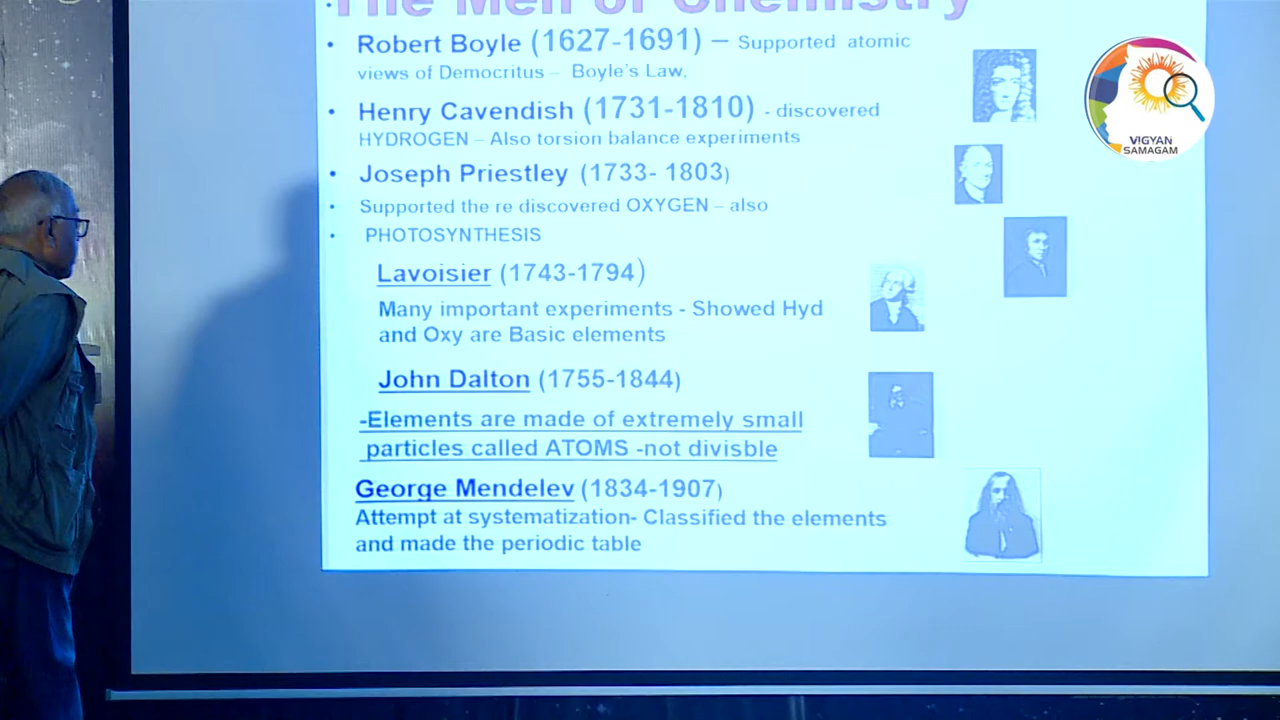 •The Men of Chemistry
• Robert Boyle (1627-1691) – Supported atomic
views of Democritus – Boyle's Law,
• Henry Cavendish (1731-1810) - discovered
HYDROGEN – Also torsion balance experiments
• Joseph Priestley (1733- 1803)
• Supported the re discovered OXYGEN – also
• PHOTOSYNTHESIS
Lavoisier (1743-1794)
Many important experiments - Showed Hyd
and Oxy are Basic elements
John Dalton (1755-1844)
-Elements are made of extremely small
particles called ATOMS -not divisble
George Mendelev (1834-1907)
Attempt at systematization- Classified the elements
and made the periodic table
VIGYAN
SAMAGAM